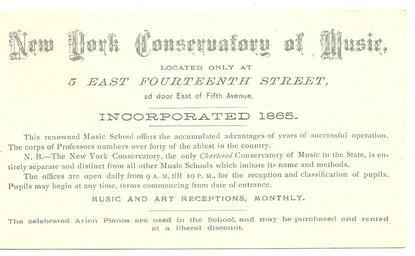 New York Conservatory of Music,
LOCATED ONLY AT
5 EAST FOURTEENTH STREET,
2d door East of Fifth Avenue,
INCORPORATED 1865.
This renowned Music School offers the accumulated advantages of years of successful operation.
The corps of Professors numbers over forty of the ablest in the country.
N. B.—The New York Conservatory, the only Chartered Conservatory of Music in the State, is en-
tirely separate and distinct from all other Music Schools which imitate its name and methods.
The offices are open daily from 9 A. M. till 10 P. M., for the reception and classification of pupils.
Pupils may begin at any time, terms commencing from date of entrance.
MUSIC AND ART RECEPTIONS, MONTHLY.
The celebrated Arion Pianos are used in the School, and may be purchased and rented
at a liberal discount.